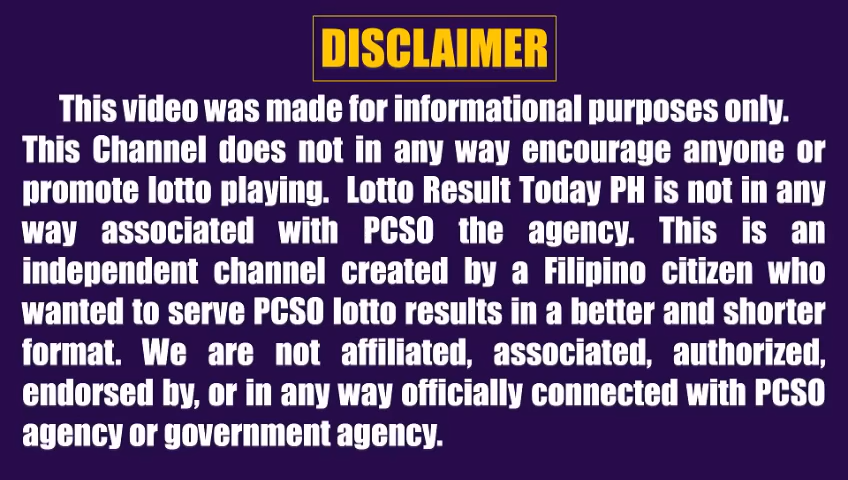 DISCLAIMER
This video was made for informational purposes only.
This Channel does not in any way encourage anyone or
promote lotto playing. Lotto Result Today PH is not in any
way associated with PCSO the agency. This is an
independent channel created by a Filipino citizen who
wanted to serve PCSO lotto results in a better and shorter
format. We are not affiliated, associated, authorized,
endorsed by, or in any way officially connected with PCSO
agency or government agency.